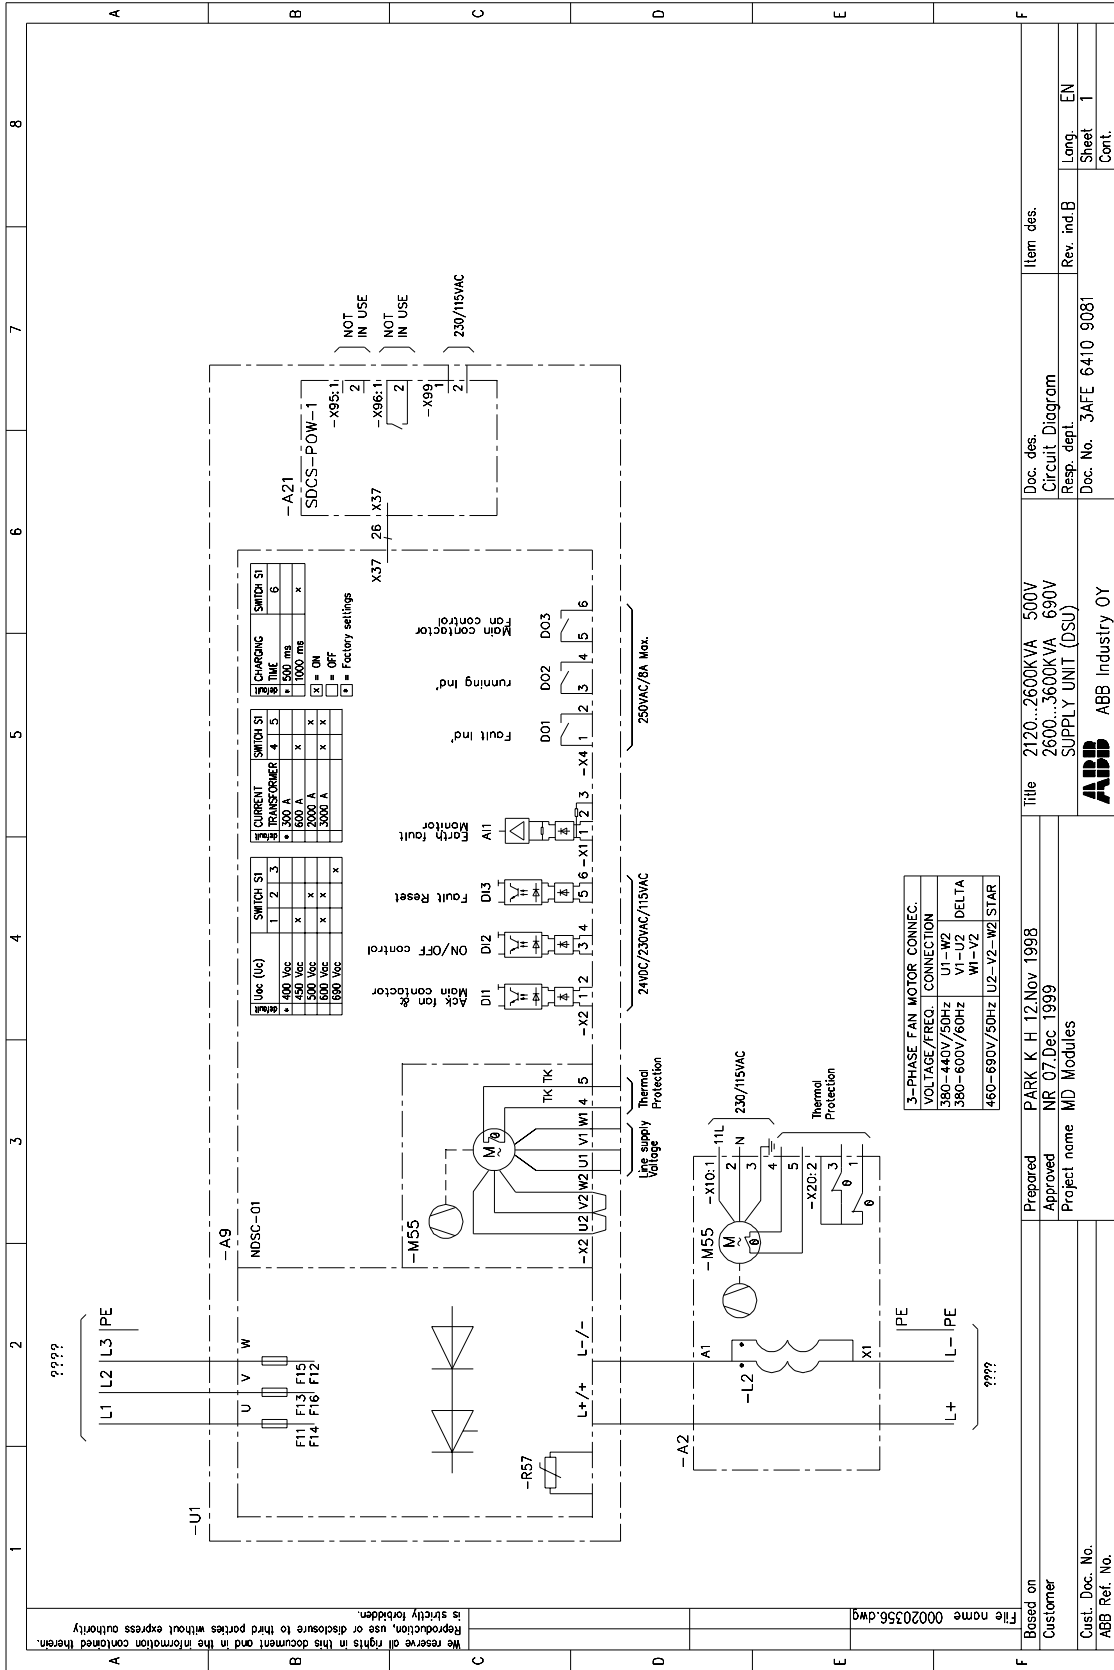 1 2 3 4 5 6 7 8
A
B
C
D
E
F
A
B
C
D
E
F
We reserve all rights in this document and in the information contained therein.
Reproduction, use or disclosure to third parties without express authority
is strictly forbidden.
File name 00020356.dwg
????
L1 L2 L3 PE
-U1
U V W
F11 F13 F15
F14 F16 F12
-R57
L+/+ L-/-
-A9
NDSC-01
-M55
M
~
-X2 U2 V2 W2 U1 V1 W1 4 5
TK TK
Line supply
Voltage
Thermal
Protection
default Uac (Uc) SWITCH S1
1 2 3
* 400 Vac
450 Vac x
500 Vac x
600 Vac x x
690 Vac x
default CURRENT TRANSFORMER SWITCH S1
4 5
* 300 A
600 A x
2000 A x
3000 A x x
default CHARGING TIME SWITCH S1
6
* 500 ms
1000 ms x
x = ON
= OFF
* = Factory settings
Ack fan &
Main contactor
ON/OFF control
Fault Reset
Earth fault
Monitor
Fault Ind'
running Ind'
Main contactor
Fan control
DI1 DI2 DI3 AI1 DO1 DO2 DO3
-X2 1 2 3 4 5 6 -X1 1 2 3 -X4 1 2 3 4 5 6
24VDC/230VAC/115VAC
250VAC/8A Max.
-A21
SDCS-POW-1
X37 26 X37
-X95:1
2
NOT
IN USE
-X96:1
2
NOT
IN USE
-X99 1
2
230/115VAC
-A2
-L2
A1
X1
-M55
M
~
-X10:1 11L
2 N
3
4
5
-X20:2
3
1
230/115VAC
Thermal
Protection
PE
L+ L- PE
????
3-PHASE FAN MOTOR CONNEC.
VOLTAGE/FREQ. CONNECTION
380-440V/50Hz U1-W2
380-600V/60Hz V1-U2 DELTA
W1-V2
460-690V/50Hz U2-V2-W2 STAR
Based on
Customer
Cust. Doc. No.
ABB Ref. No.
Prepared PARK K H 12.Nov 1998
Approved NR 07.Dec 1999
Project name MD Modules
Title 2120...2600KVA 500V
2600...3600KVA 690V
SUPPLY UNIT (DSU)
ABB ABB Industry OY
Doc. des.
Circuit Diagram
Resp. dept.
Doc. No. 3AFE 6410 9081
Item des.
Rev. ind.B
Lang. EN
Sheet 1
Cont.